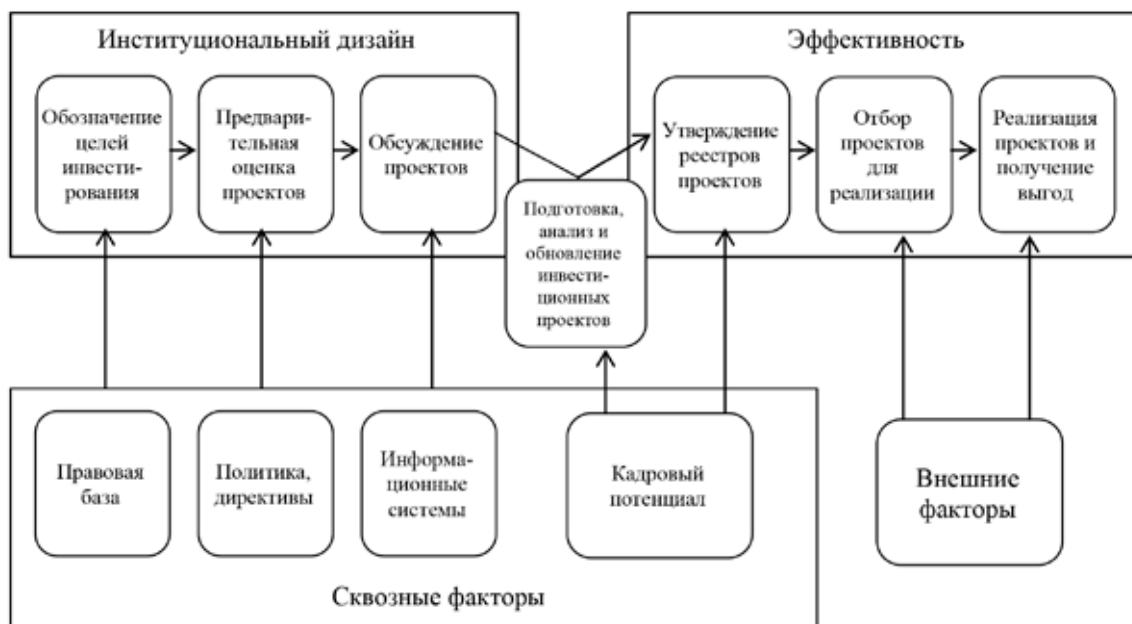 Институциональный дизайн
Обозначение
целей
инвести-
рования
Предвари-
тельная
оценка
проектов
Обсуждение
проектов
Подготовка,
анализ и
обновление
инвести-
ционных
проектов
Эффективность
Утверждение
реестров
проектов
Отбор
проектов
для
реализации
Реализация
проектов и
получение
выгод
Правовая
база
Политика,
директивы
Информа-
ционные
системы
Кадровый
потенциал
Сквозные факторы
Внешние
факторы